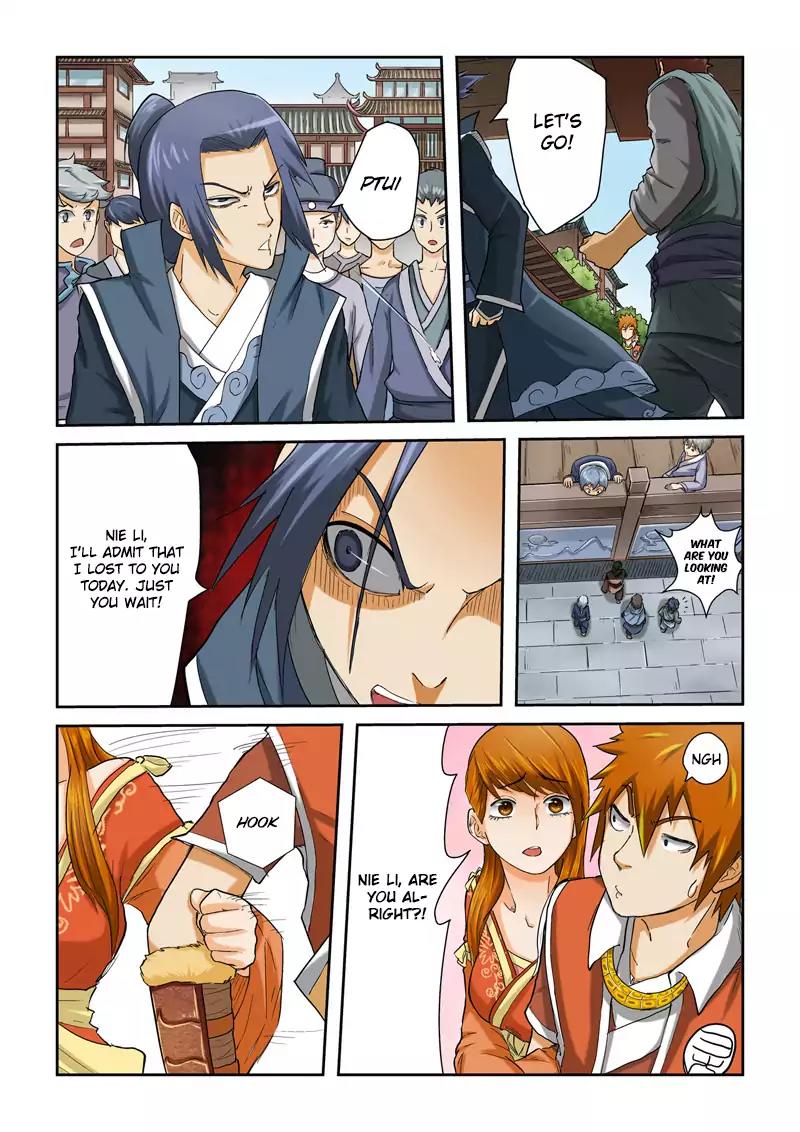 PTUI
LET'S
GO!
NIE LI,
I'LL ADMIT THAT
I LOST TO YOU
TODAY. JUST
YOU WAIT!
WHAT
ARE YOU
LOOKING
AT!
HOOK
NGH
NIE LI, ARE
YOU AL-
RIGHT?!